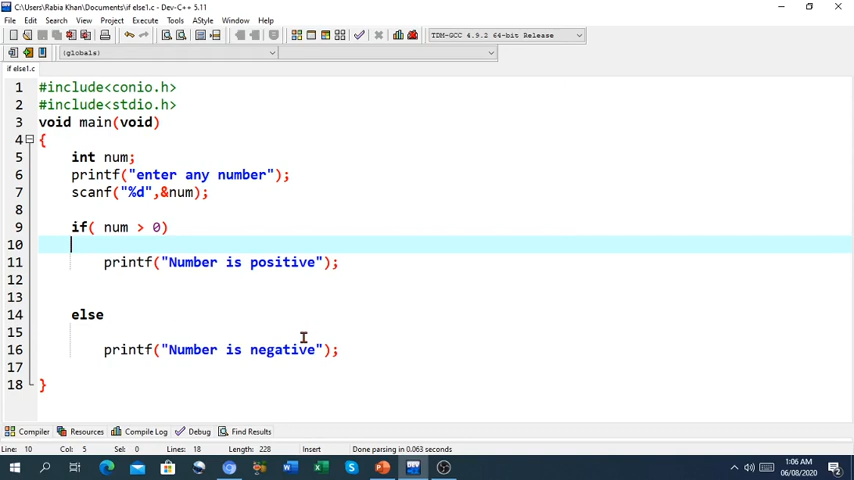 C:\Users\Rabia Khan\Documents\if else1.c - Dev-C++ 5.11
File Edit Search View Project Execute Tools AStyle Window Help
TDM-GCC 4.9.2 64-bit Release
(globals)
if else1.c
1 #include<conio.h>
2 #include<stdio.h>
3 void main(void)
4 {
5 int num;
6 printf("enter any number");
7 scanf("%d",&num);
8
9 if( num > 0)
10
11 printf("Number is positive");
12
13
14 else
15
16 printf("Number is negative");
17
18 }
Compiler Resources Compile Log Debug Find Results
Line: 10 Col: 5 Sel: 0 Lines: 18 Length: 228 Insert Done parsing in 0.063 seconds
1:06 AM
06/08/2020